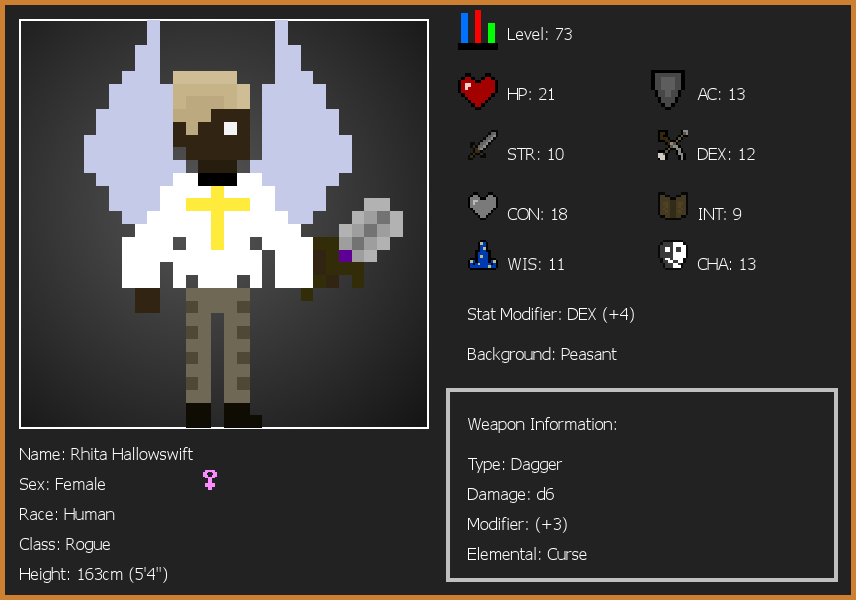 Level: 73
HP: 21
AC: 13
STR: 10
DEX: 12
CON: 18
INT: 9
WIS: 11
CHA: 13
Stat Modifier: DEX (+4)
Background: Peasant
Weapon Information:
Type: Dagger
Damage: d6
Modifier: (+3)
Elemental: Curse
Name: Rhita Hallowswift
Sex: Female
Race: Human
Class: Rogue
Height: 163cm (5'4")